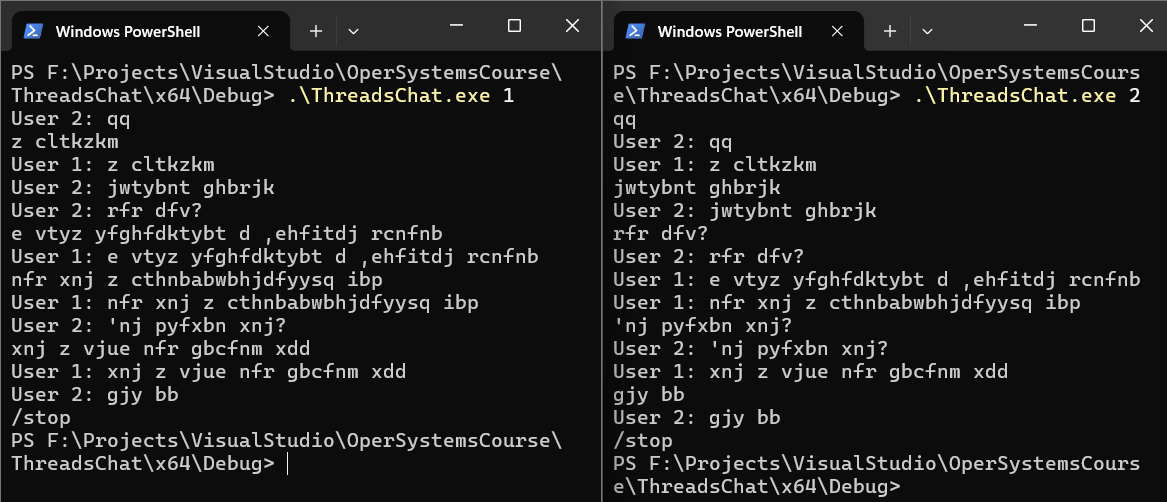 Windows PowerShell
PS F:\Projects\VisualStudio\OperSystemsCourse\
ThreadsChat\x64\Debug> .\ThreadsChat.exe 1
User 2: qq
z cltkzkm
User 1: z cltkzkm
User 2: jwtybnt ghbrjk
User 2: rfr dfv?
e vtyz yfghfdktybt d ,ehfitdj rcnfnb
User 1: e vtyz yfghfdktybt d ,ehfitdj rcnfnb
nfr xnj z cthnbabwbhjdfyysq ibp
User 1: nfr xnj z cthnbabwbhjdfyysq ibp
User 2: 'nj pyfxbn xnj?
xnj z vjue nfr gbcfnm xdd
User 1: xnj z vjue nfr gbcfnm xdd
User 2: gjy bb
/stop
PS F:\Projects\VisualStudio\OperSystemsCourse\
ThreadsChat\x64\Debug>
Windows PowerShell
PS F:\Projects\VisualStudio\OperSystemsCours
e\ThreadsChat\x64\Debug> .\ThreadsChat.exe 2
qq
User 2: qq
User 1: z cltkzkm
jwtybnt ghbrjk
User 2: jwtybnt ghbrjk
rfr dfv?
User 2: rfr dfv?
User 1: e vtyz yfghfdktybt d ,ehfitdj rcnfnb
User 1: nfr xnj z cthnbabwbhjdfyysq ibp
'nj pyfxbn xnj?
User 2: 'nj pyfxbn xnj?
User 1: xnj z vjue nfr gbcfnm xdd
gjy bb
User 2: gjy bb
/stop
PS F:\Projects\VisualStudio\OperSystemsCours
e\ThreadsChat\x64\Debug>